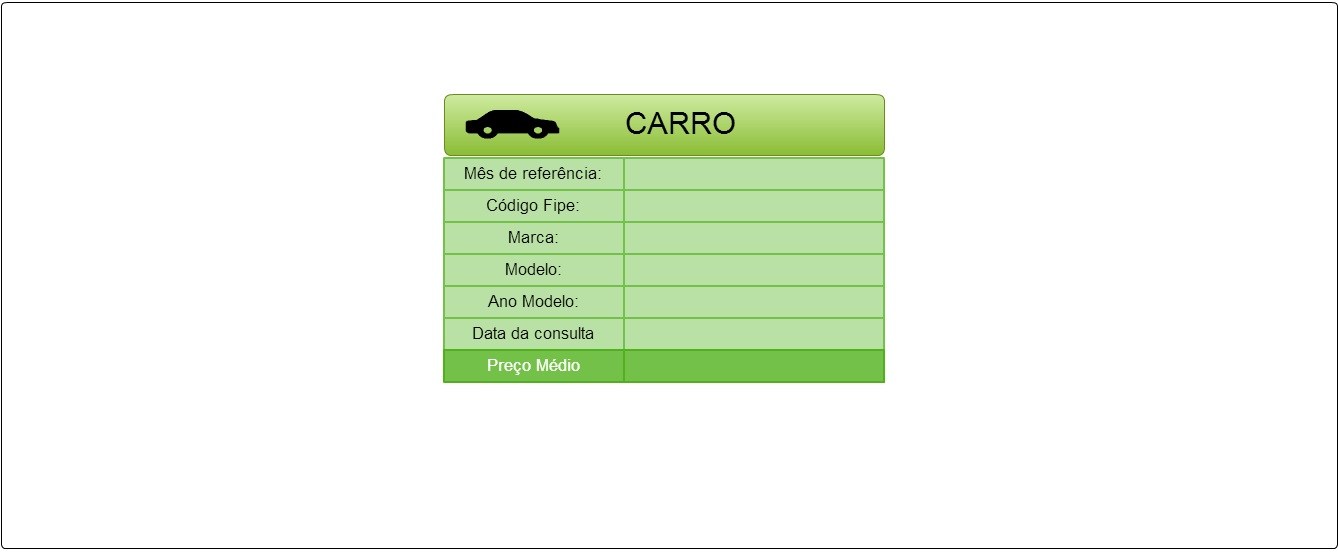 CARRO
Mês de referência:
Código Fipe:
Marca:
Modelo:
Ano Modelo:
Data da consulta
Preço Médio